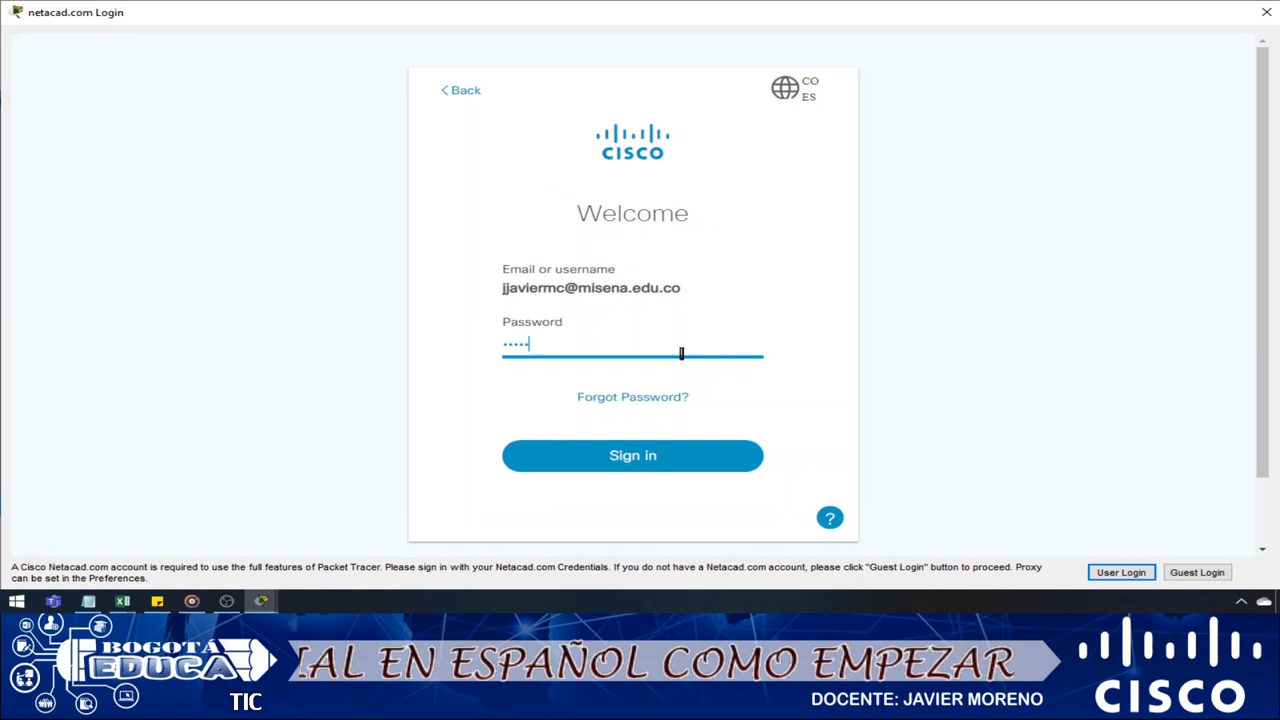 netacad.com Login
Back
CO
ES
CISCO
Welcome
Email or username
jjaviermc@misena.edu.co
Password
•••••
Forgot Password?
Sign in
?
A Cisco Netacad.com account is required to use the full features of Packet Tracer. Please sign in with your Netacad.com Credentials. If you do not have a Netacad.com account, please click "Guest Login" button to proceed. Proxy
can be set in the Preferences.
User Login
Guest Login
BOGOTÁ
EDUCA
TIC
IAL EN ESPAÑOL COMO EMPEZAR
DOCENTE: JAVIER MORENO
CISCO